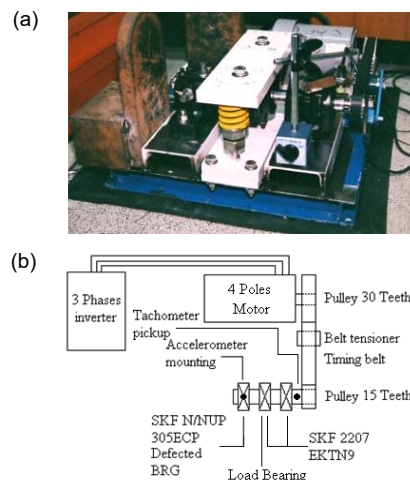 (a)
(b)
3 Phases
inverter
4 Poles
Motor
Pulley 30 Teeth
Tachometer
pickup
Belt tensioner
Timing belt
Accelerometer
mounting
Pulley 15 Teeth
SKF N/NUP
305ECP
Defected
BRG
SKF 2207
EKTN9
Load Bearing